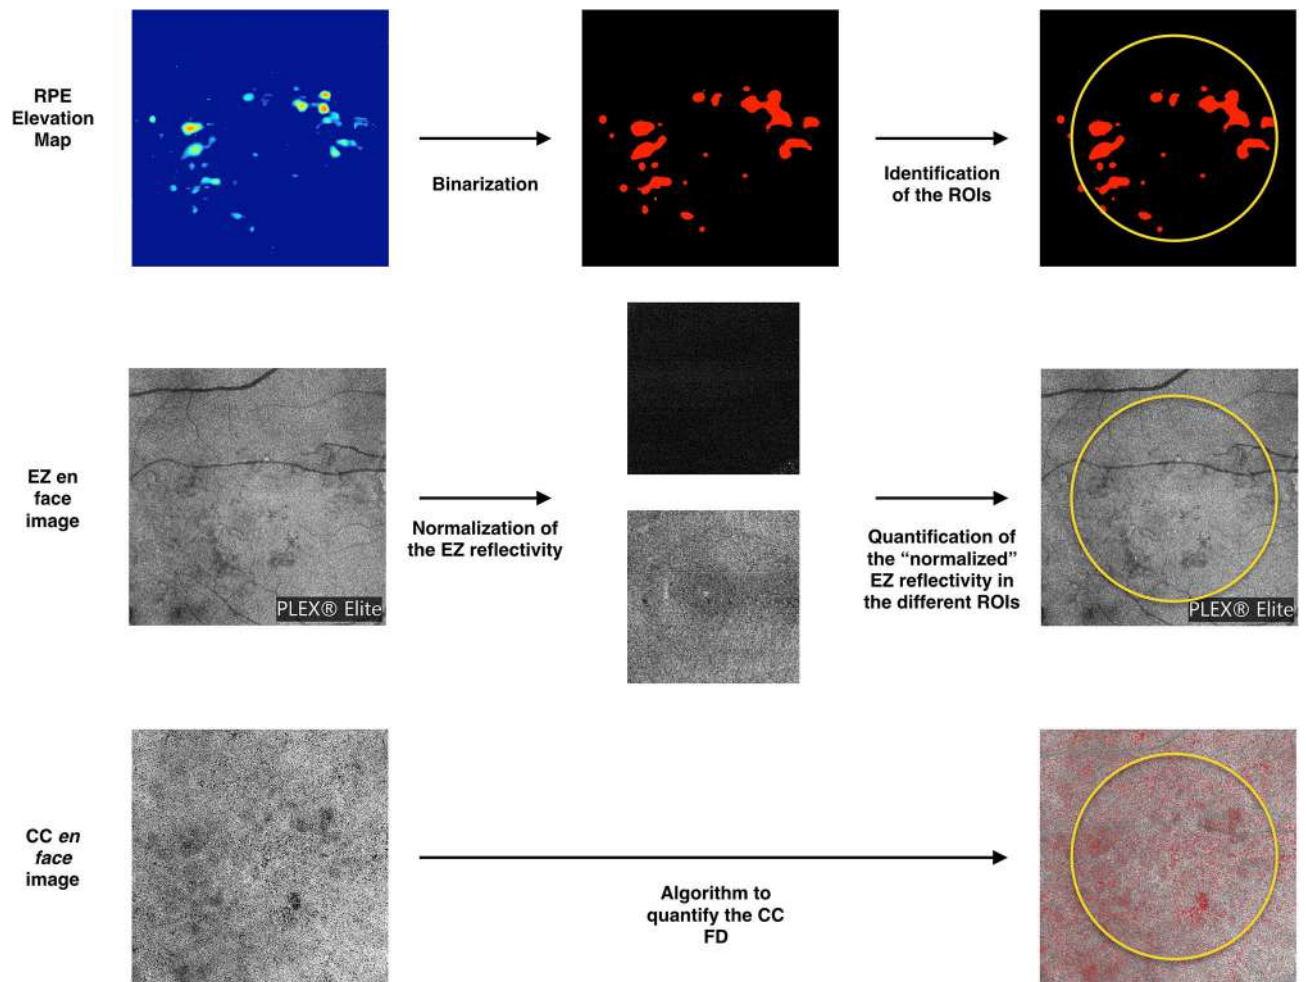 RPE
Elevation
Map
Binarization
Identification
of the ROIs
EZ en
face
image
PLEX® Elite
Normalization of
the EZ reflectivity
Quantification of
the “normalized”
EZ reflectivity in
the different ROIs
PLEX® Elite
CC en
face
image
Algorithm to
quantify the CC
FD